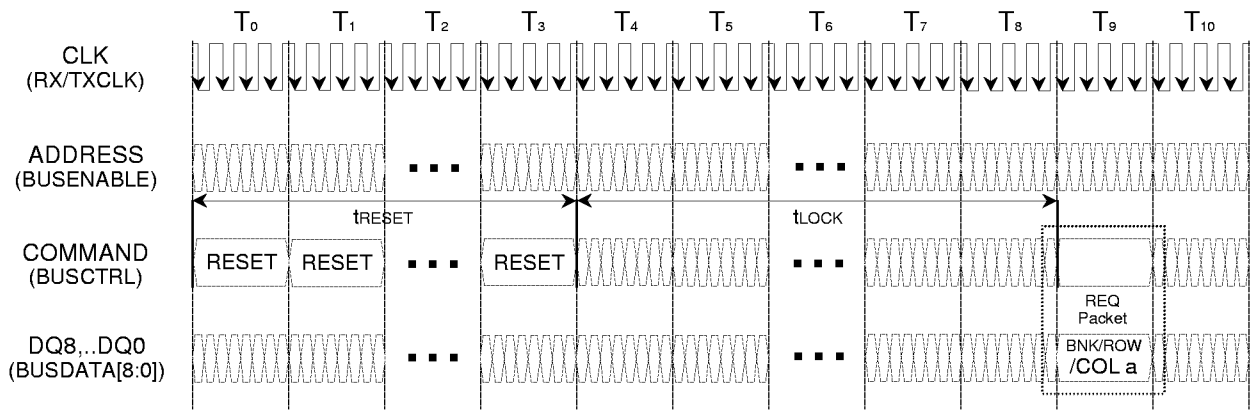 T0 T1 T2 T3 T4 T5 T6 T7 T8 T9 T10
CLK
(RX/TXCLK)
ADDRESS
(BUSENABLE)
tRESET tLOCK
COMMAND
(BUSCTRL)
RESET RESET RESET
REQ
Packet
DQ8,..DQ0
(BUSDATA[8:0])
BNK/ROW
/COL a